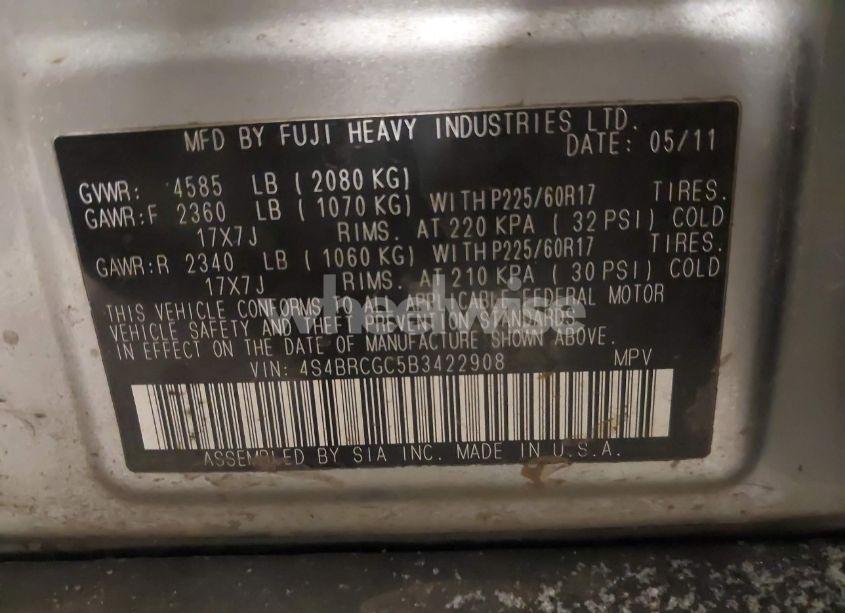 MFD BY FUJI HEAVY INDUSTRIES LTD.
DATE: 05/11
GVWR: 4585 LB (2080 KG)
GAWR:F 2360 LB (1070 KG) WITH P225/60R17 TIRES.
17X7J RIMS. AT 220 KPA (32 PSI) COLD
GAWR:R 2340 LB (1060 KG) WITH P225/60R17 TIRES.
17X7J RIMS. AT 210 KPA (30 PSI) COLD
THIS VEHICLE CONFORMS TO ALL APPLICABLE FEDERAL MOTOR
VEHICLE SAFETY AND THEFT PREVENTION STANDARDS
IN EFFECT ON THE DATE OF MANUFACTURE SHOWN ABOVE.
VIN: 4S4BRCGC5B3422908 MPV
ASSEMBLED BY SIA INC. MADE IN U.S.A.
wheelwise